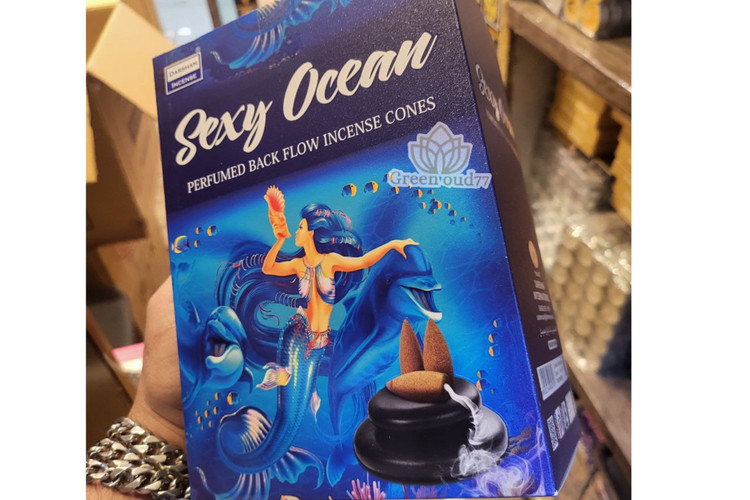 DARSHAN
INCENSE
Sexy Ocean
PERFUMED BACK FLOW INCENSE CONES
Green oud77